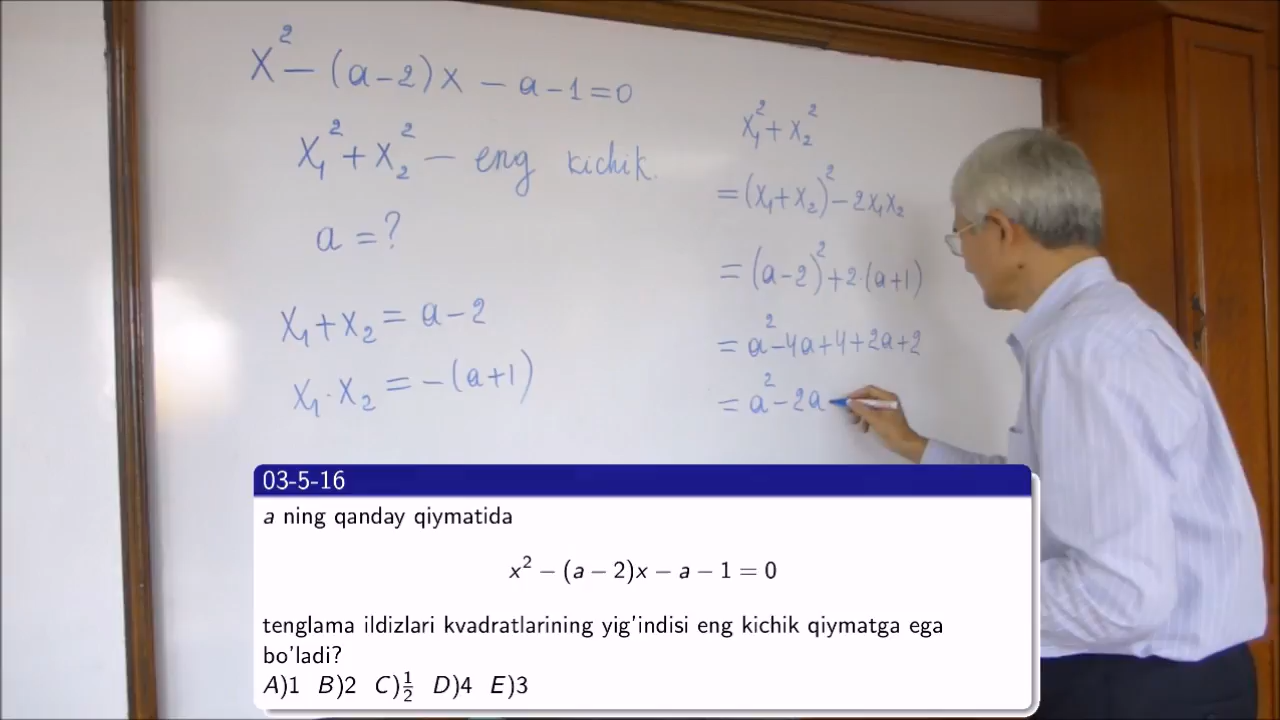 x² – (a – 2)x – a – 1 = 0
x₁² + x₂² – eng kichik.
a = ?
x₁ + x₂ = a – 2
x₁ · x₂ = – (a + 1)
x₁² + x₂²
= (x₁ + x₂)² – 2x₁x₂
= (a – 2)² + 2·(a + 1)
= a² – 4a + 4 + 2a + 2
= a² – 2a
03-5-16
a ning qanday qiymatida
x² − (a − 2)x − a − 1 = 0
tenglama ildizlari kvadratlarining yig'indisi eng kichik qiymatga ega
bo'ladi?
A)1 B)2 C)½ D)4 E)3